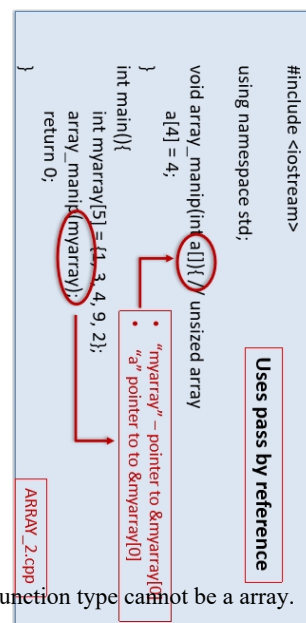 #include <iostream>
using namespace std;
void array_manip(int a[]){ // unsized array
a[4] = 4;
}
int main(){
int myarray[5] = {1, 3, 4, 9, 2};
array_manip(myarray);
return 0;
}
Uses pass by reference
• “myarray” – pointer to &myarray[0]
• “a” pointer to to &myarray[0]
ARRAY_2.cpp
unction type cannot be a array.